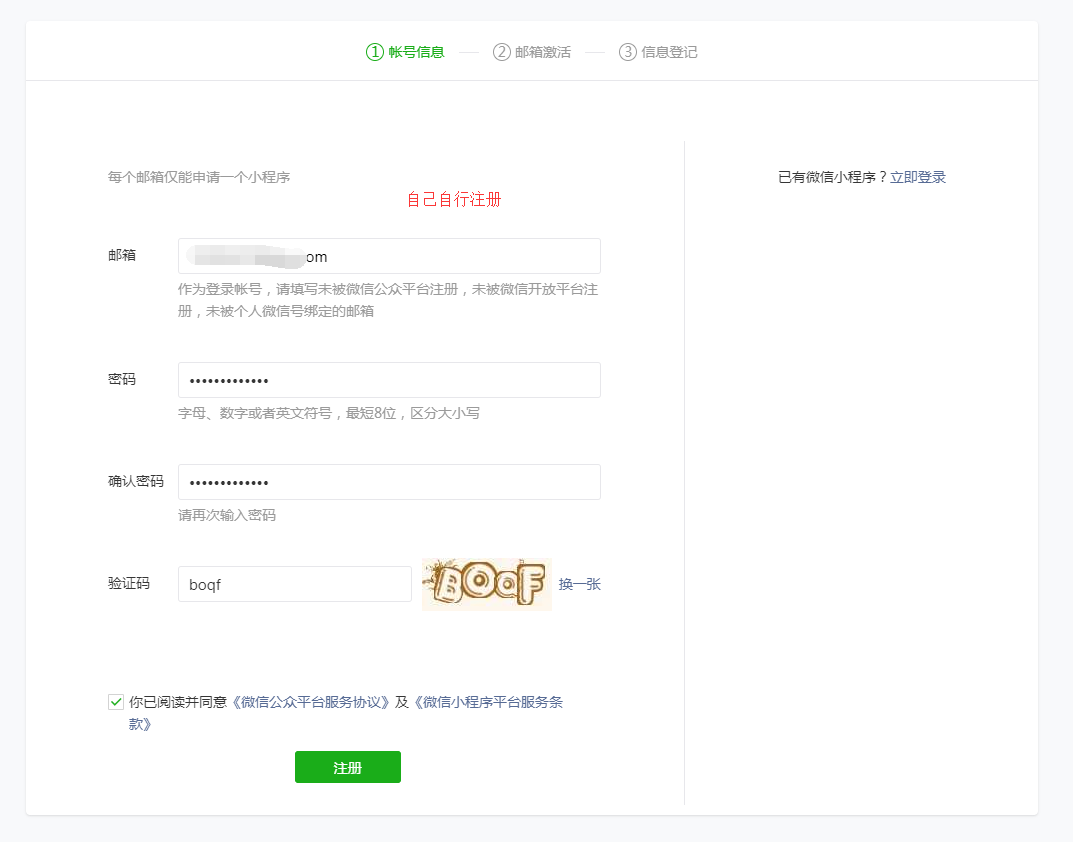 ① 帐号信息 ② 邮箱激活 ③ 信息登记
每个邮箱仅能申请一个小程序
已有微信小程序？立即登录
自己自行注册
邮箱 om
作为登录帐号，请填写未被微信公众平台注册，未被微信开放平台注
册，未被个人微信号绑定的邮箱
密码 •••••••••••••
字母、数字或者英文符号，最短8位，区分大小写
确认密码 •••••••••••••
请再次输入密码
验证码 boqf BOQF 换一张
你已阅读并同意《微信公众平台服务协议》及《微信小程序平台服务条
款》
注册